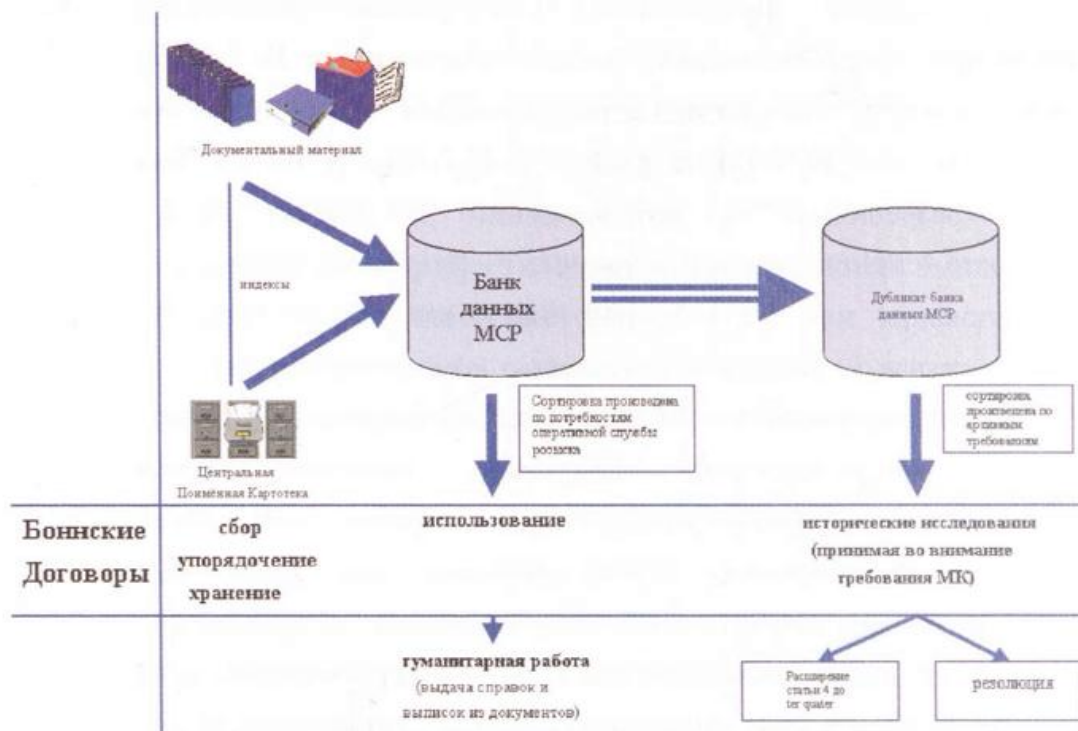 Документальный материал
индексы
Банк
данных
МСР
Дубликат банка
данных МСР
Центральная
Поимённая Картотека
Сортировка произведена
по потребностям
оперативной службы
розыска
сортировка
произведена по
архивным
требованиям
Боннские
Договоры
сбор
упорядочение
хранение
использование
исторические исследования
(принимая во внимание
требования МК)
гуманитарная работа
(выдача справок и
выписок из документов)
Расширение
статьи 4 до
ter quater
резолюция